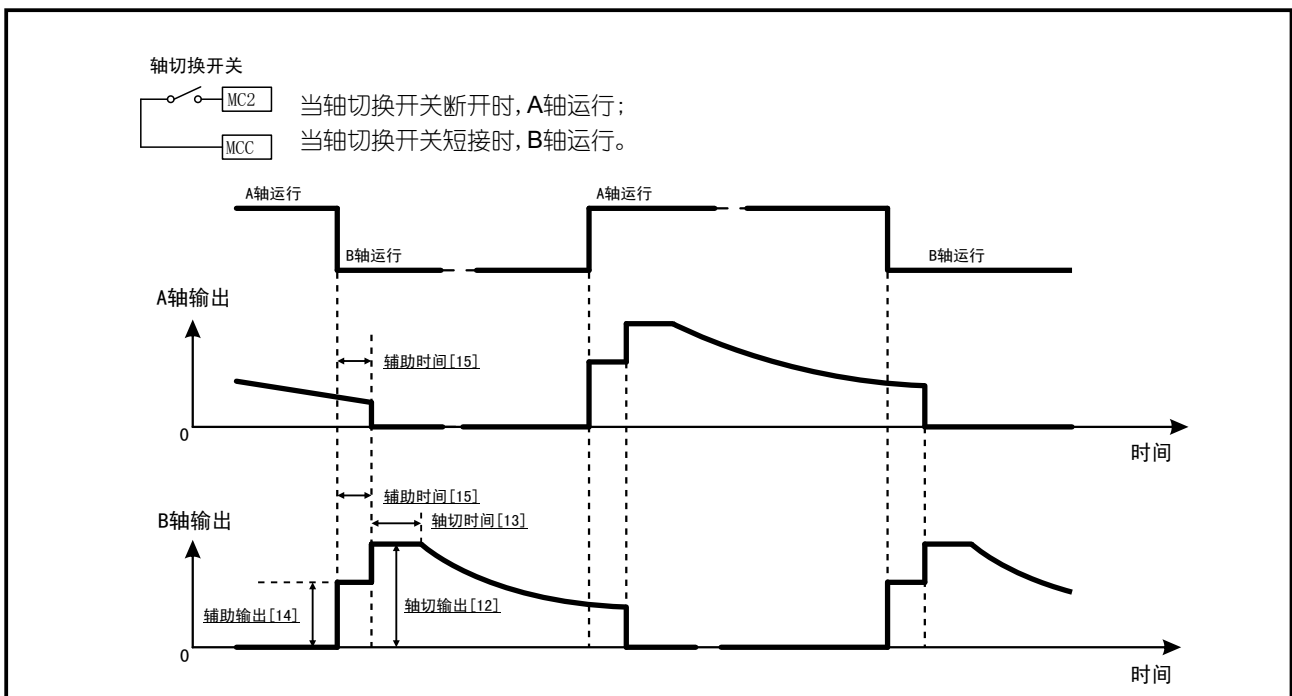 轴切换开关
MC2
当轴切换开关断开时，A轴运行；
MCC
当轴切换开关短接时，B轴运行。
A轴运行
A轴运行
B轴运行
B轴运行
A轴输出
辅助时间[15]
0
时间
辅助时间[15]
B轴输出
轴切时间[13]
辅助输出[14]
轴切输出[12]
0
时间